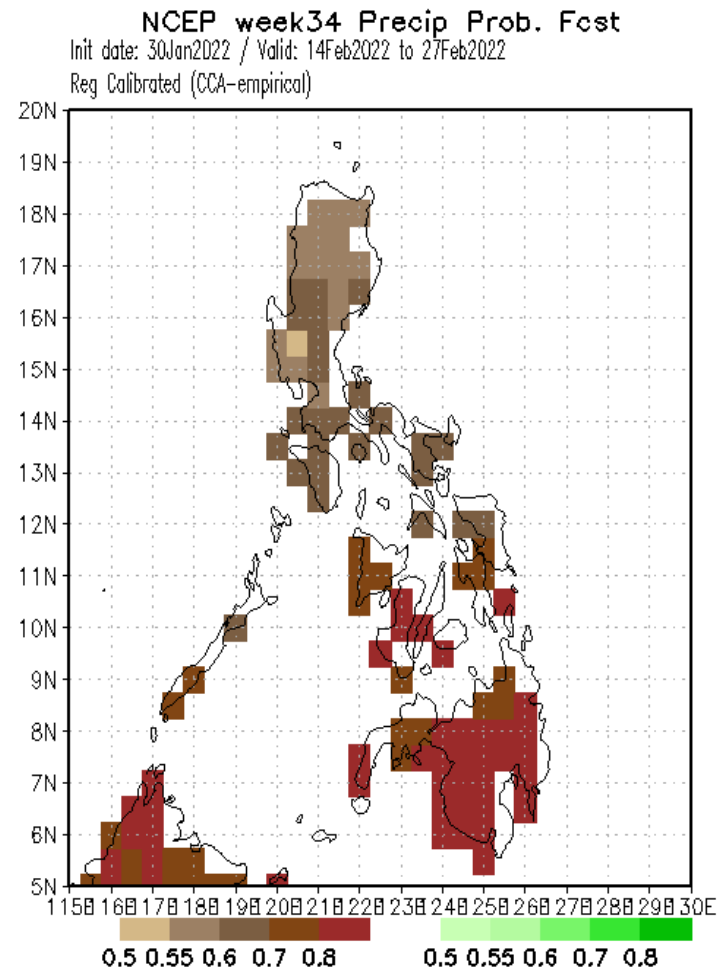 NCEP week34 Precip Prob. Fcst
Init date: 30Jan2022 / Valid: 14Feb2022 to 27Feb2022
Reg Calibrated (CCA-empirical)
20N
19N
18N
17N
16N
15N
14N
13N
12N
11N
10N
9N
8N
7N
6N
5N
115E 116E 117E 118E 119E 120E 121E 122E 123E 124E 125E 126E 127E 128E 129E 130E
0.5 0.55 0.6 0.7 0.8 0.5 0.55 0.6 0.7 0.8